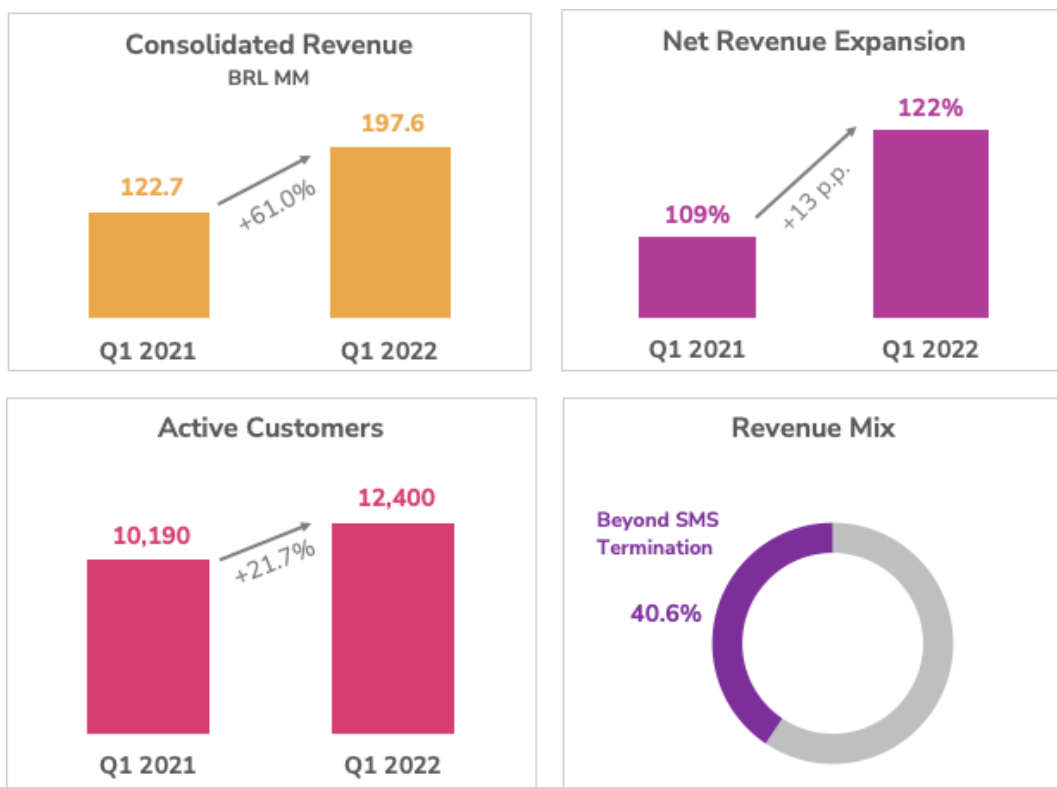 Consolidated Revenue
BRL MM
197.6
122.7
+61.0%
Q1 2021
Q1 2022
Net Revenue Expansion
122%
109%
+13 p.p.
Q1 2021
Q1 2022
Active Customers
12,400
10,190
+21.7%
Q1 2021
Q1 2022
Revenue Mix
Beyond SMS
Termination
40.6%